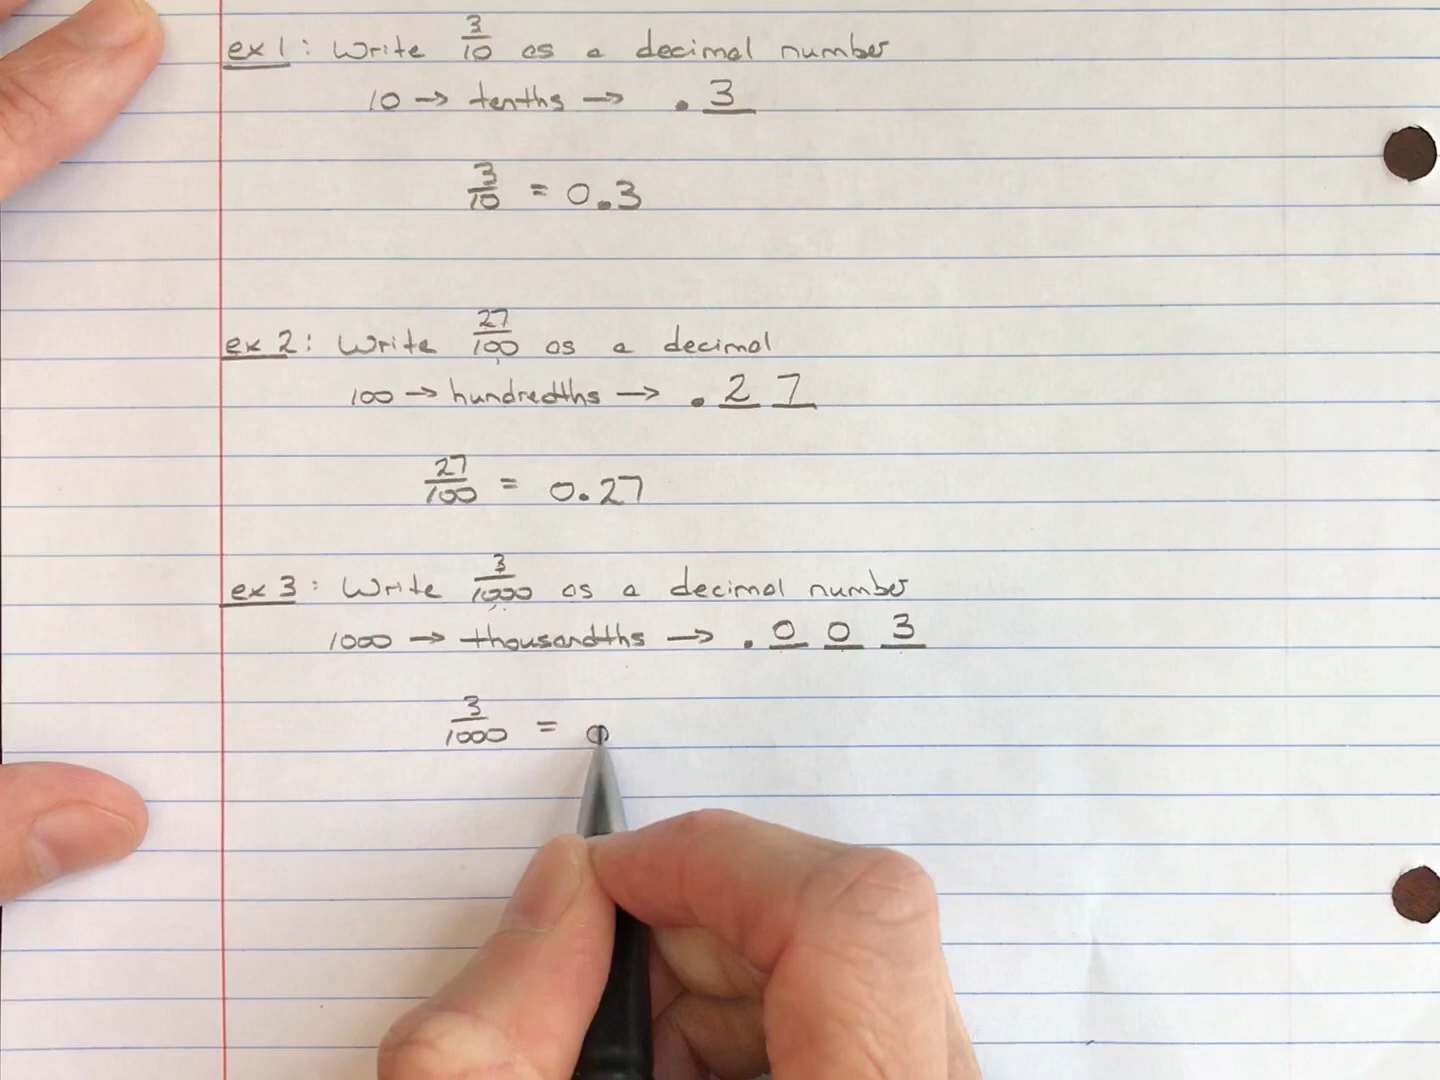 ex 1: Write 3/10 as a decimal number
10 → tenths → .3
3/10 = 0.3
ex 2: Write 27/100 as a decimal
100 → hundredths → .27
27/100 = 0.27
ex 3: Write 3/1000 as a decimal number
1000 → thousandths → .003
3/1000 = 0